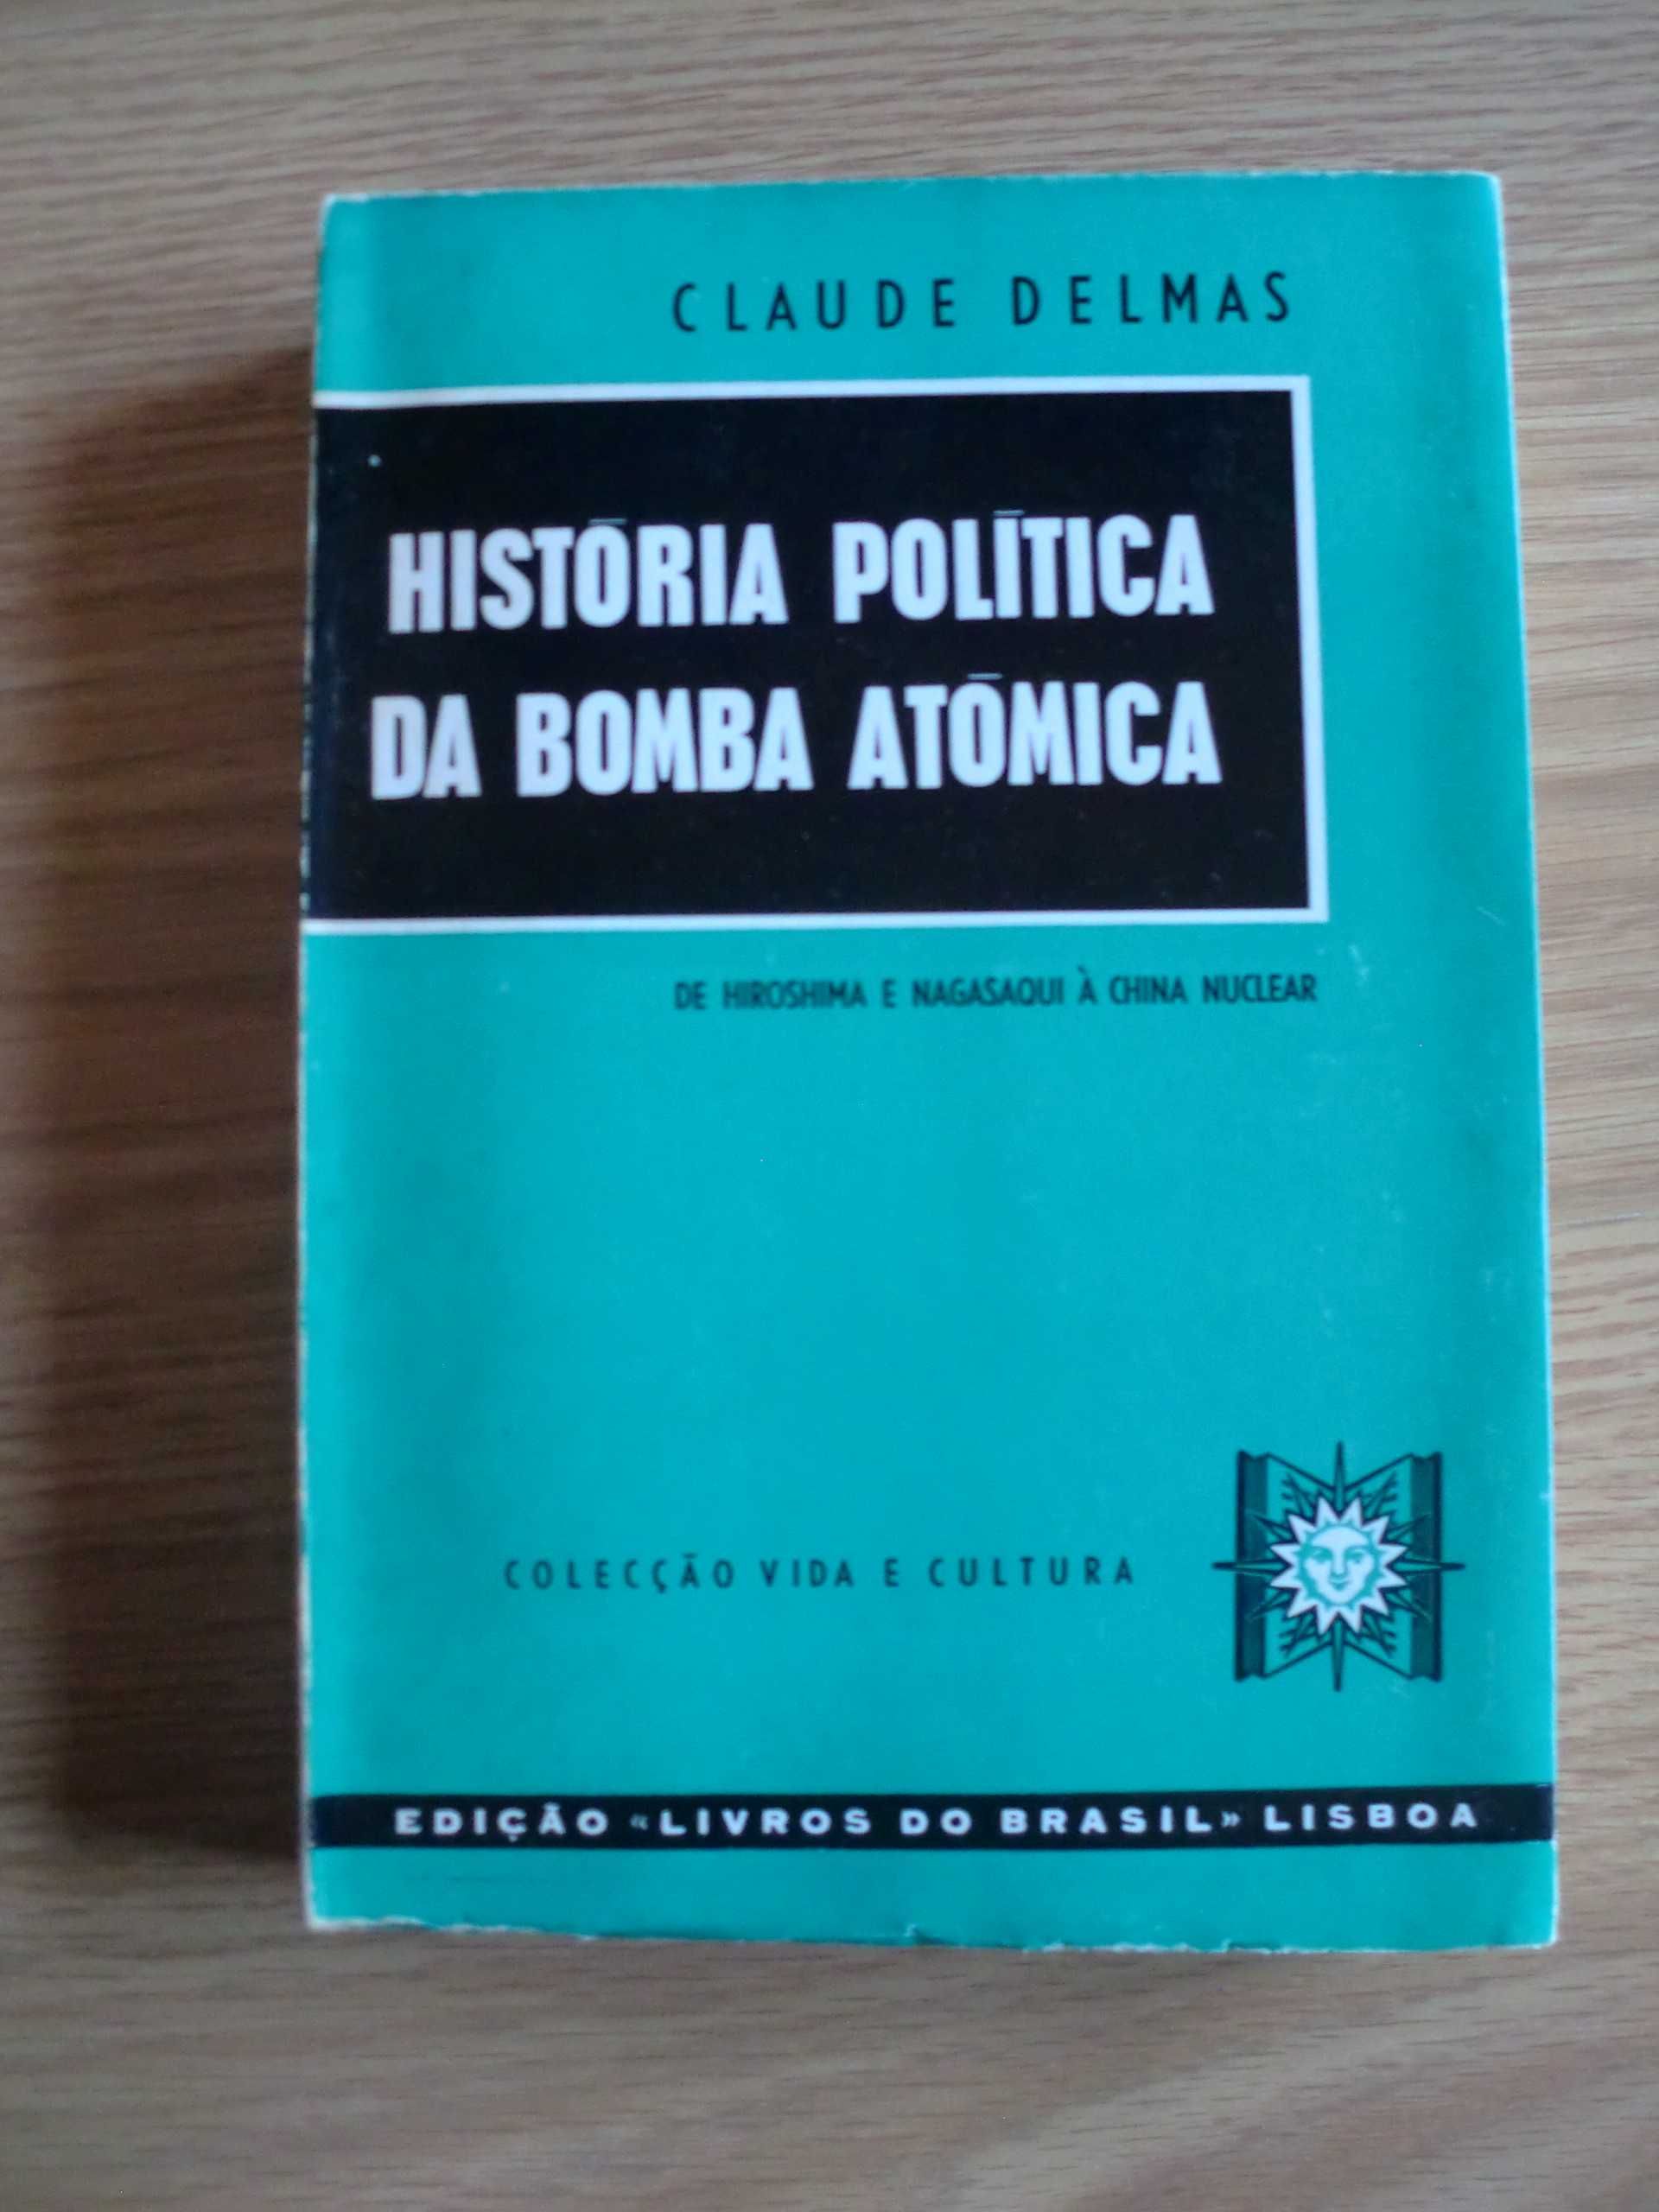 CLAUDE DELMAS
HISTÓRIA POLÍTICA
DA BOMBA ATÓMICA
DE HIROSHIMA E NAGASAQUI À CHINA NUCLEAR
COLECÇÃO VIDA E CULTURA
EDIÇÃO «LIVROS DO BRASIL» LISBOA